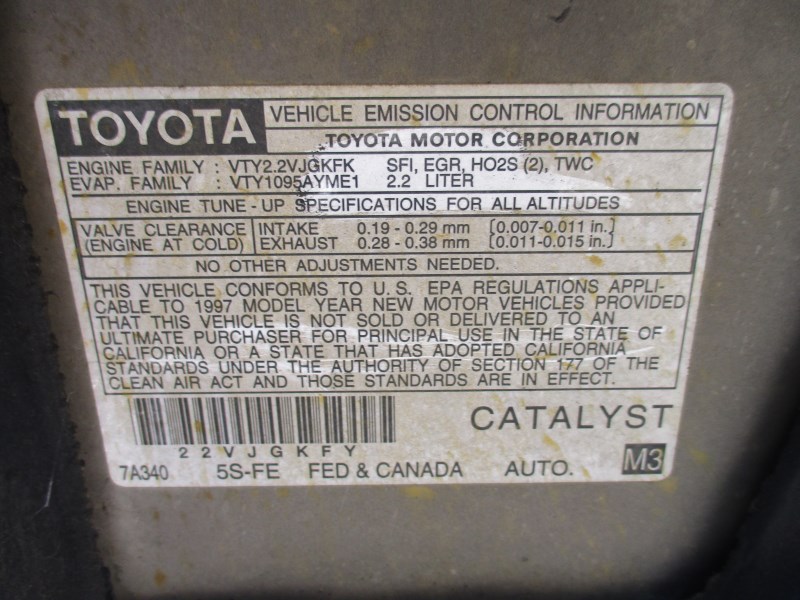 TOYOTA VEHICLE EMISSION CONTROL INFORMATION
TOYOTA MOTOR CORPORATION
ENGINE FAMILY : VTY2.2VJGKFK SFI, EGR, HO2S (2), TWC
EVAP. FAMILY : VTY1095AYME1 2.2 LITER
ENGINE TUNE - UP SPECIFICATIONS FOR ALL ALTITUDES
VALVE CLEARANCE INTAKE 0.19 - 0.29 mm [0.007-0.011 in.]
(ENGINE AT COLD) EXHAUST 0.28 - 0.38 mm [0.011-0.015 in.]
NO OTHER ADJUSTMENTS NEEDED.
THIS VEHICLE CONFORMS TO U.S. EPA REGULATIONS APPLI-
CABLE TO 1997 MODEL YEAR NEW MOTOR VEHICLES PROVIDED
THAT THIS VEHICLE IS NOT SOLD OR DELIVERED TO AN
ULTIMATE PURCHASER FOR PRINCIPAL USE IN THE STATE OF
CALIFORNIA OR A STATE THAT HAS ADOPTED CALIFORNIA
STANDARDS UNDER THE AUTHORITY OF SECTION 177 OF THE
CLEAN AIR ACT AND THOSE STANDARDS ARE IN EFFECT.
CATALYST
22VJGKFY
7A340 5S-FE FED & CANADA AUTO. M3